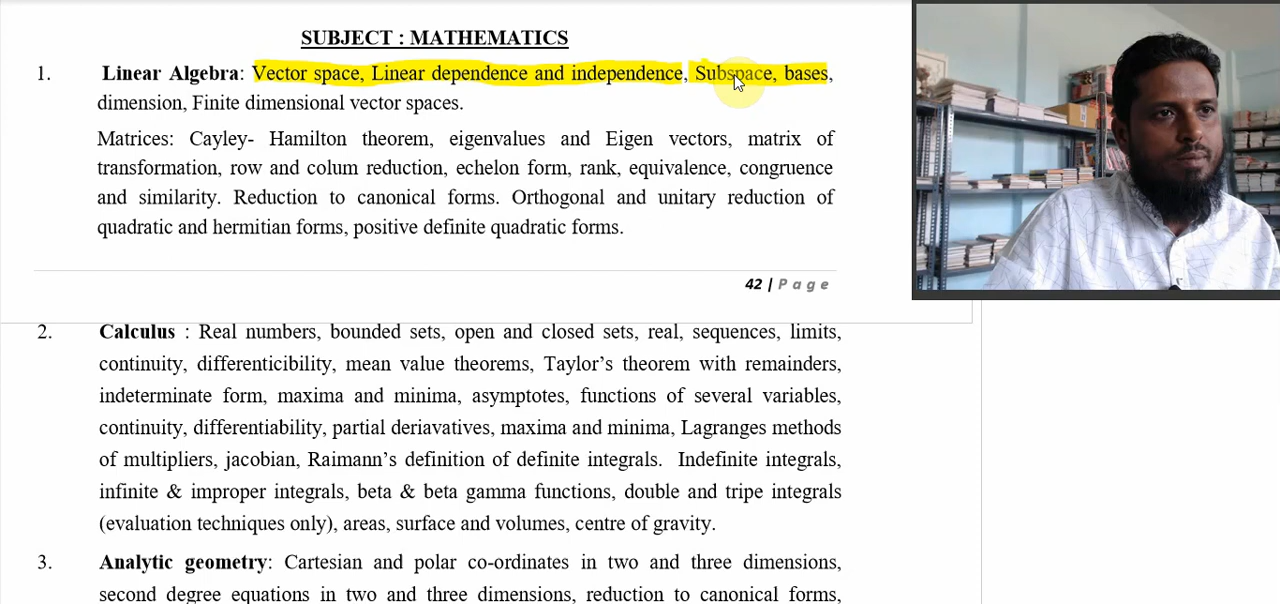 SUBJECT : MATHEMATICS
1. Linear Algebra: Vector space, Linear dependence and independence, Subspace, bases,
dimension, Finite dimensional vector spaces.
Matrices: Cayley- Hamilton theorem, eigenvalues and Eigen vectors, matrix of
transformation, row and colum reduction, echelon form, rank, equivalence, congruence
and similarity. Reduction to canonical forms. Orthogonal and unitary reduction of
quadratic and hermitian forms, positive definite quadratic forms.
42 | Page
2. Calculus : Real numbers, bounded sets, open and closed sets, real, sequences, limits,
continuity, differenticibility, mean value theorems, Taylor's theorem with remainders,
indeterminate form, maxima and minima, asymptotes, functions of several variables,
continuity, differentiability, partial deriavatives, maxima and minima, Lagranges methods
of multipliers, jacobian, Raimann's definition of definite integrals. Indefinite integrals,
infinite & improper integrals, beta & beta gamma functions, double and tripe integrals
(evaluation techniques only), areas, surface and volumes, centre of gravity.
3. Analytic geometry: Cartesian and polar co-ordinates in two and three dimensions,
second degree equations in two and three dimensions, reduction to canonical forms,